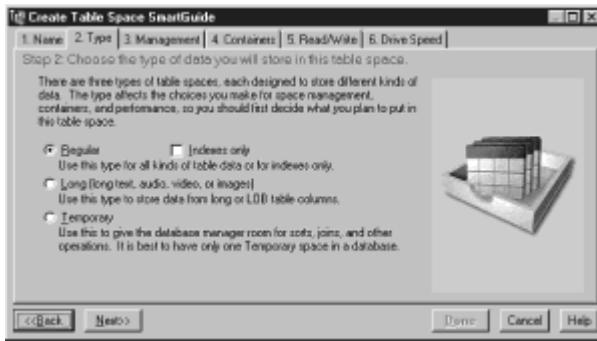 Create Table Space SmartGuide
1. Name 2. Type 3. Management 4. Containers 5. Read/Write 6. Drive Speed
Step 2: Choose the type of data you will store in this table space.
There are three types of table spaces, each designed to store different kinds of
data. The type affects the choices you make for space management,
containers, and performance, so you should first decide what you plan to put in
this table space.
Regular Indexes only
Use this type for all kinds of table data or for indexes only.
Long (long text, audio, video, or images)
Use this type to store data from long or LOB table columns.
Temporary
Use this to give the database manager room for sorts, joins, and other
operations. It is best to have only one Temporary space in a database.
<<Back Next>> Done Cancel Help